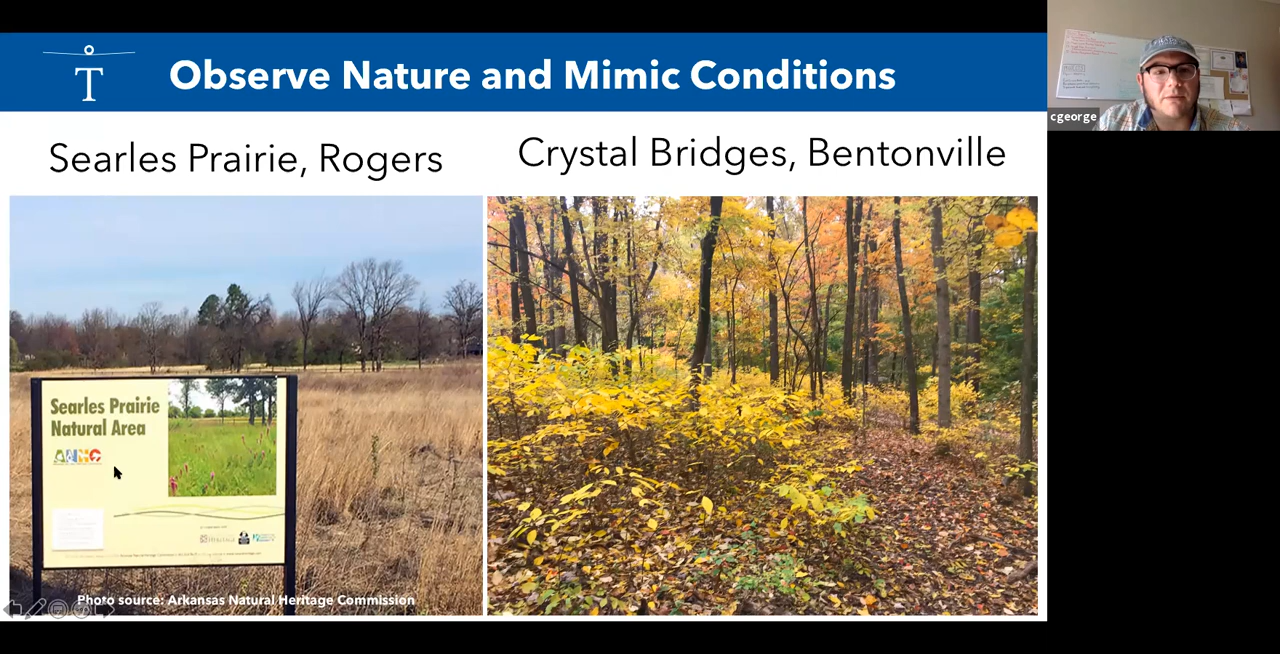 T
Observe Nature and Mimic Conditions
Searles Prairie, Rogers
Crystal Bridges, Bentonville
Searles Prairie
Natural Area
Photo source: Arkansas Natural Heritage Commission
cgeorge